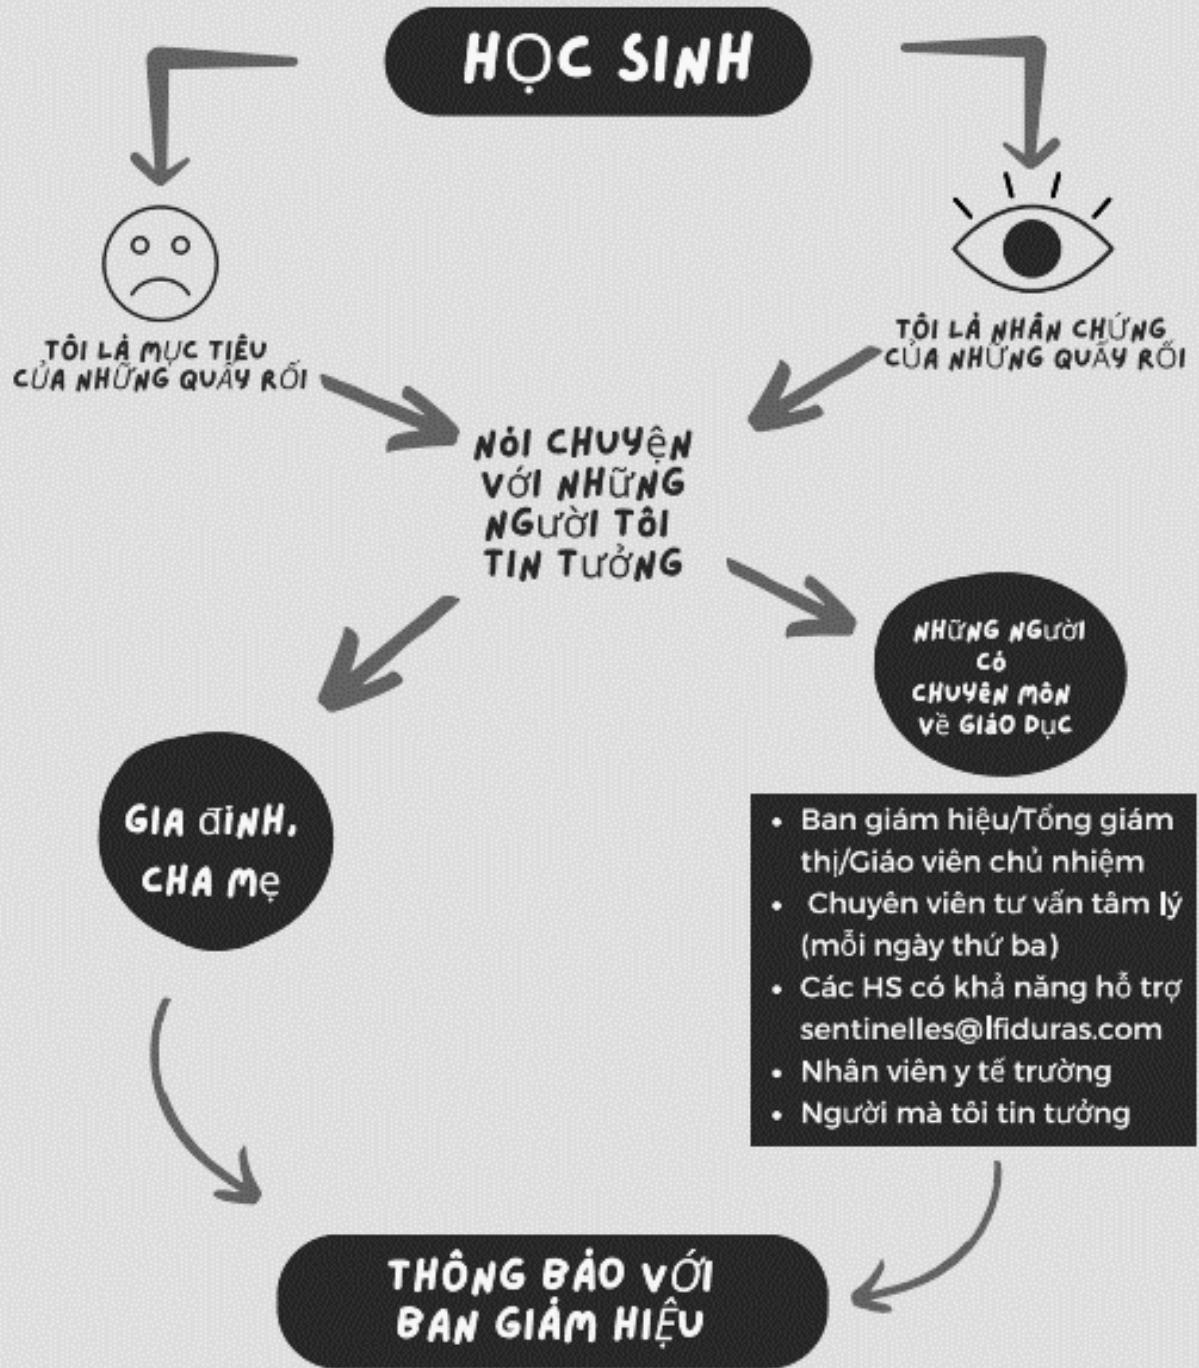 HỌC SINH
TÔI LÀ MỤC TIÊU
CỦA NHỮNG QUẤY RỐI
TÔI LÀ NHÂN CHỨNG
CỦA NHỮNG QUẤY RỐI
NÓI CHUYỆN
VỚI NHỮNG
NGƯỜI TÔI
TIN TƯỞNG
NHỮNG NGƯỜI
CÓ
CHUYÊN MÔN
VỀ GIÁO DỤC
GIA ĐÌNH,
CHA MẸ
• Ban giám hiệu/Tổng giám
thị/Giáo viên chủ nhiệm
• Chuyên viên tư vấn tâm lý
(mỗi ngày thứ ba)
• Các HS có khả năng hỗ trợ
sentinelles@lfiduras.com
• Nhân viên y tế trường
• Người mà tôi tin tưởng
THÔNG BÁO VỚI
BAN GIÁM HIỆU